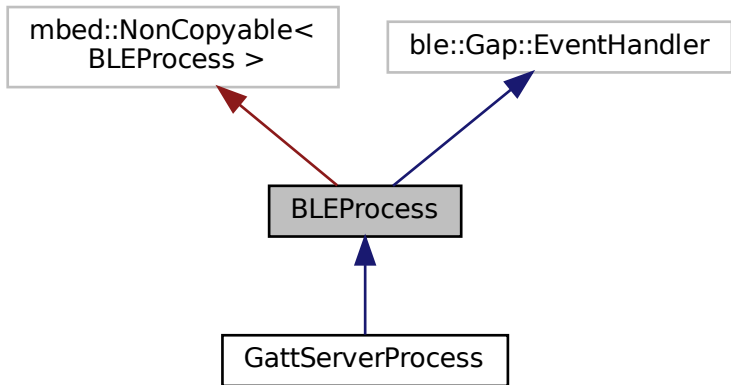 mbed::NonCopyable<
BLEProcess >
ble::Gap::EventHandler
BLEProcess
GattServerProcess